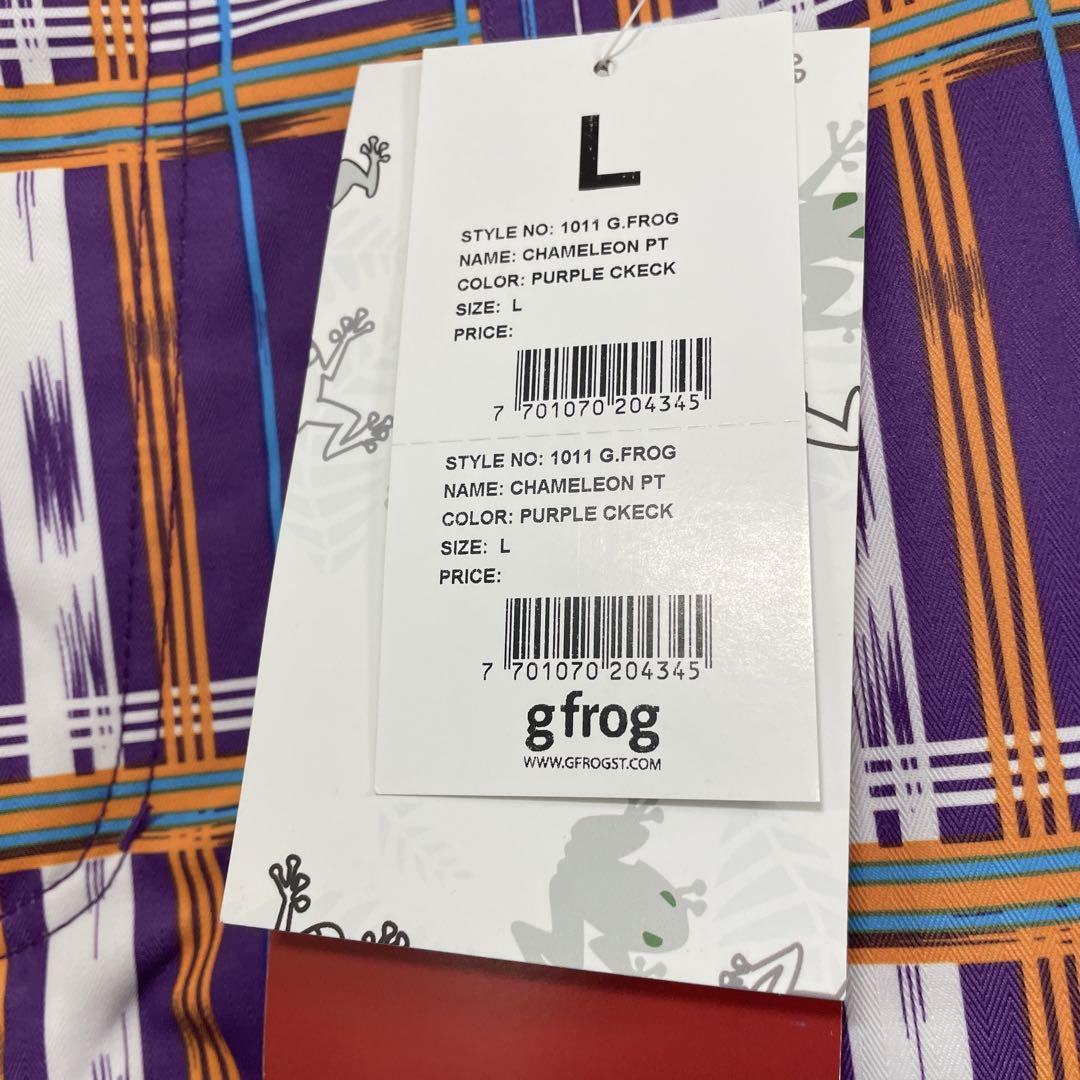 L
STYLE NO: 1011 G.FROG
NAME: CHAMELEON PT
COLOR: PURPLE CKECK
SIZE: L
PRICE:
7 701070 204345
STYLE NO: 1011 G.FROG
NAME: CHAMELEON PT
COLOR: PURPLE CKECK
SIZE: L
PRICE:
7 701070 204345
gfrog
WWW.GFROGST.COM